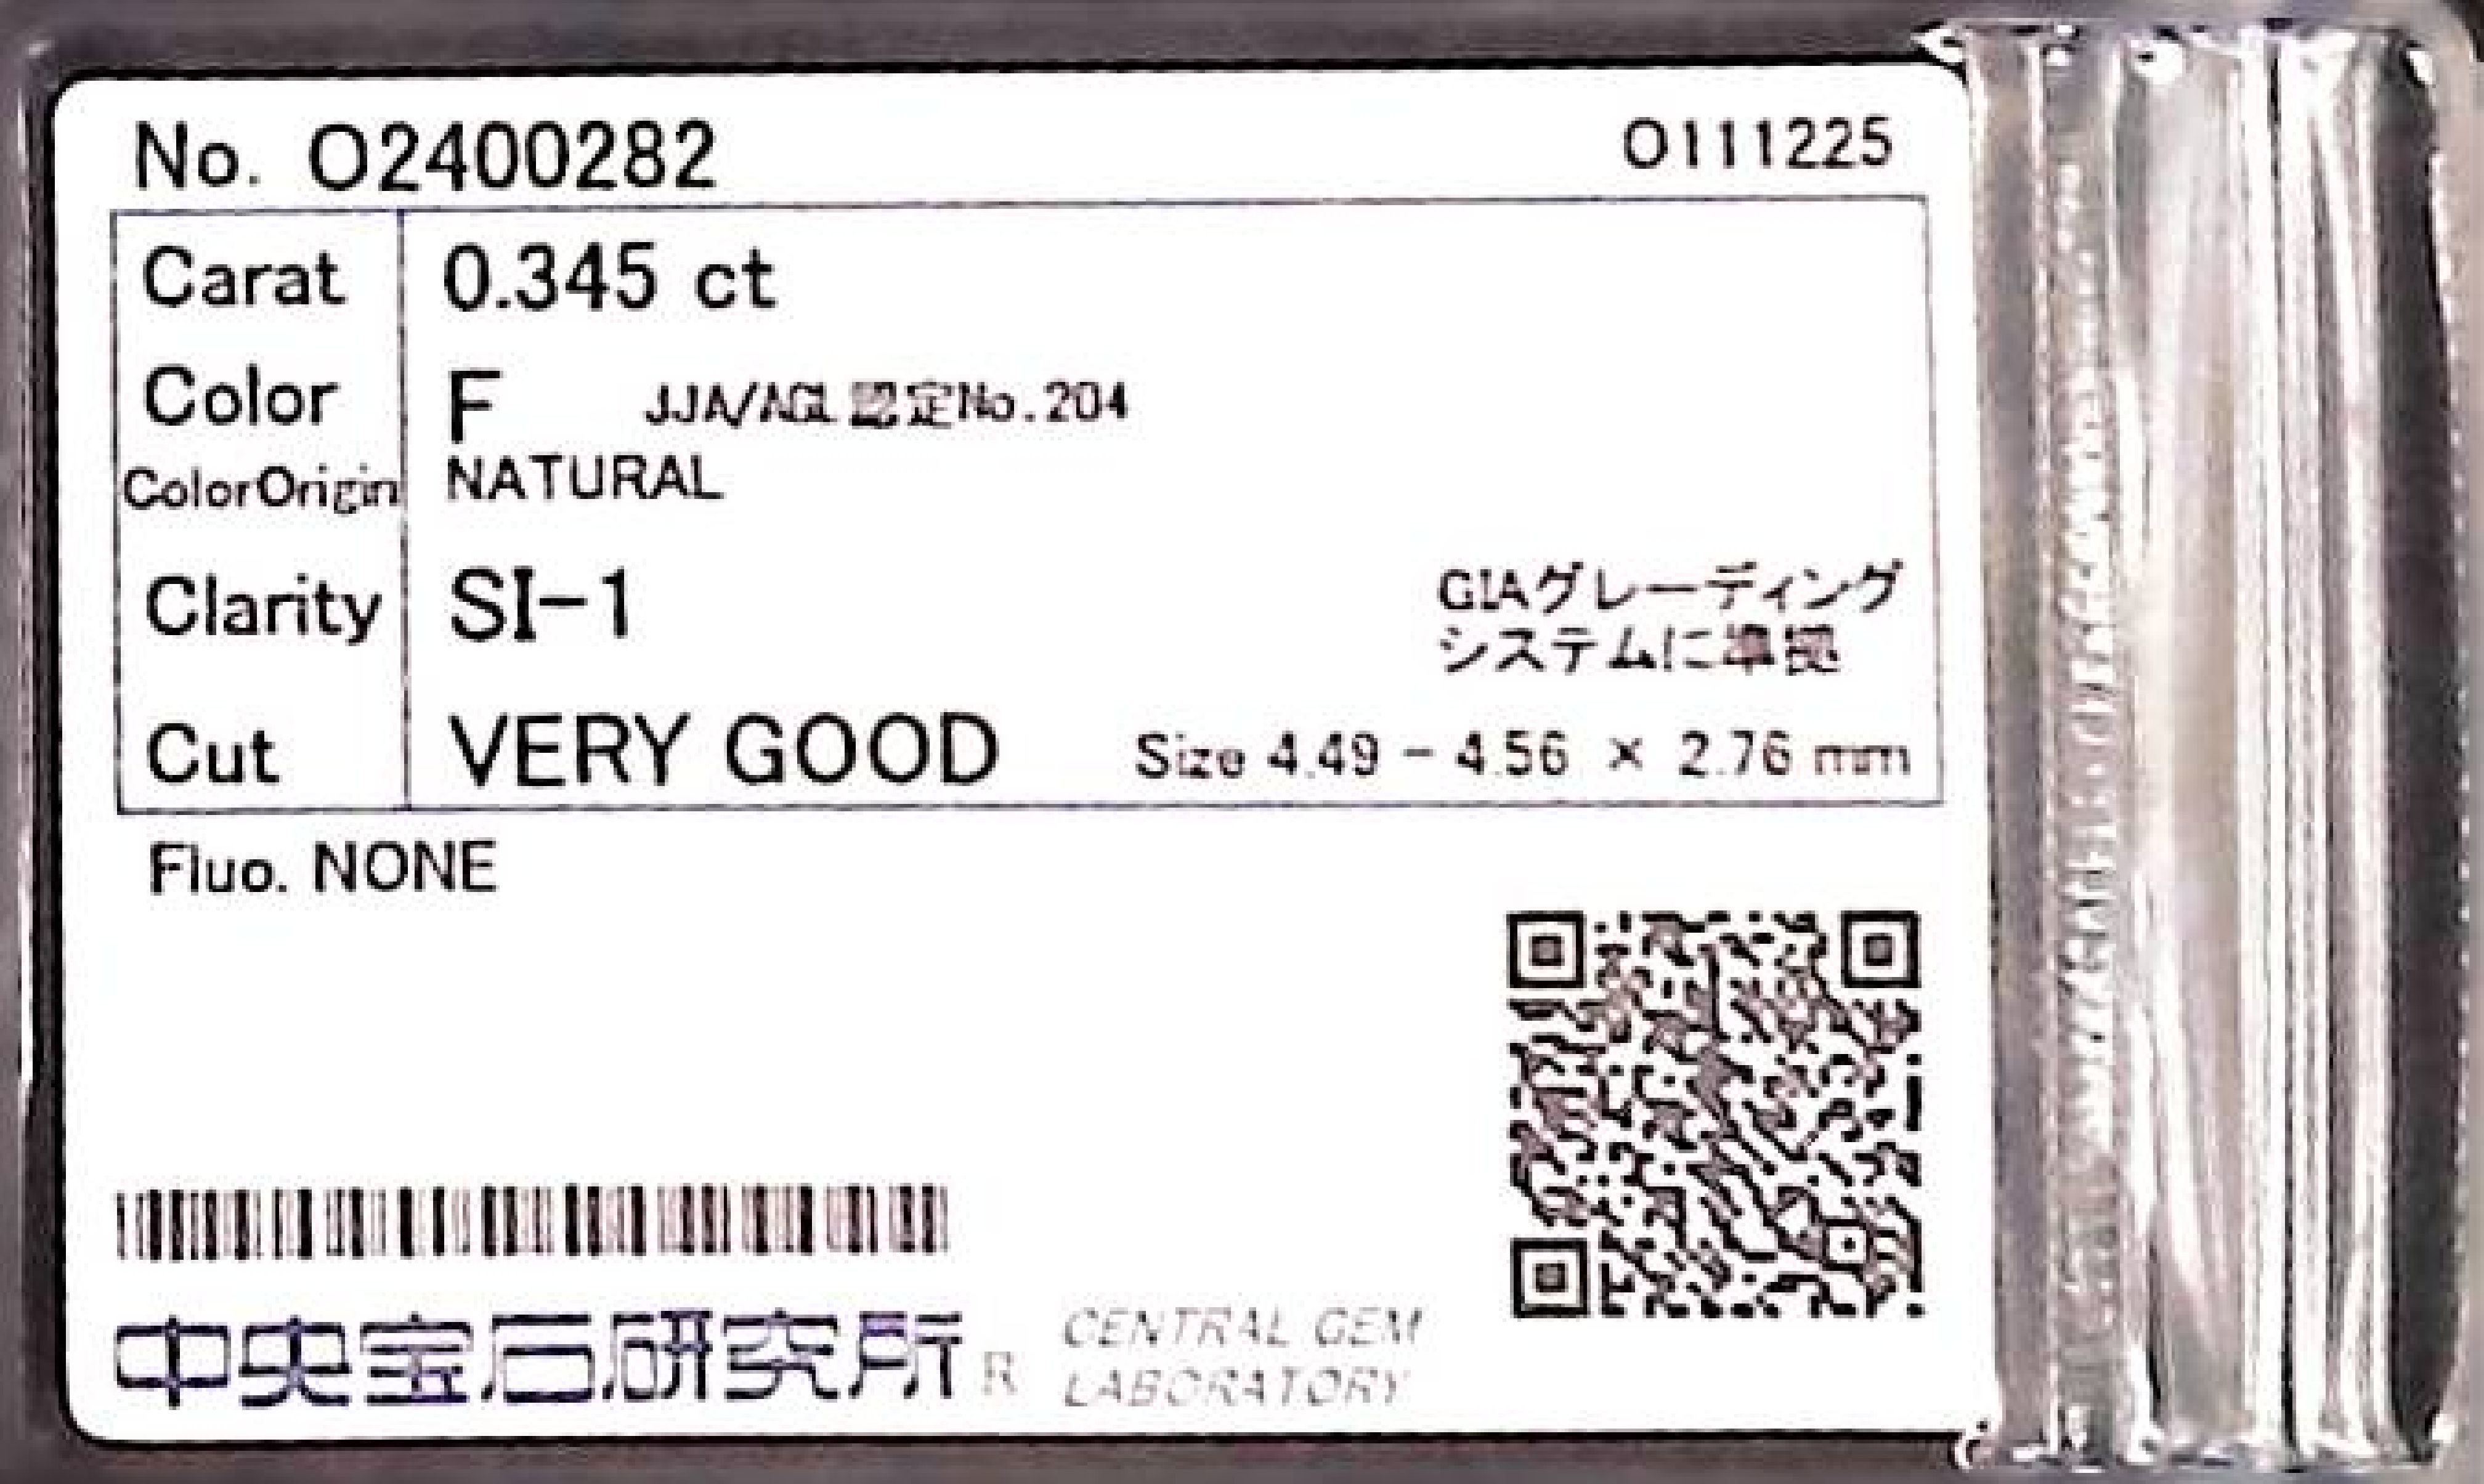 No. O2400282 O111225
Carat 0.345 ct
Color F JJA/AGL 認定No.204
ColorOrigin NATURAL
Clarity SI-1
GIAグレーディング
システムに準拠
Cut VERY GOOD Size 4.49 - 4.56 × 2.76 mm
Fluo. NONE
中央宝石研究所 R CENTRAL GEM
LABORATORY